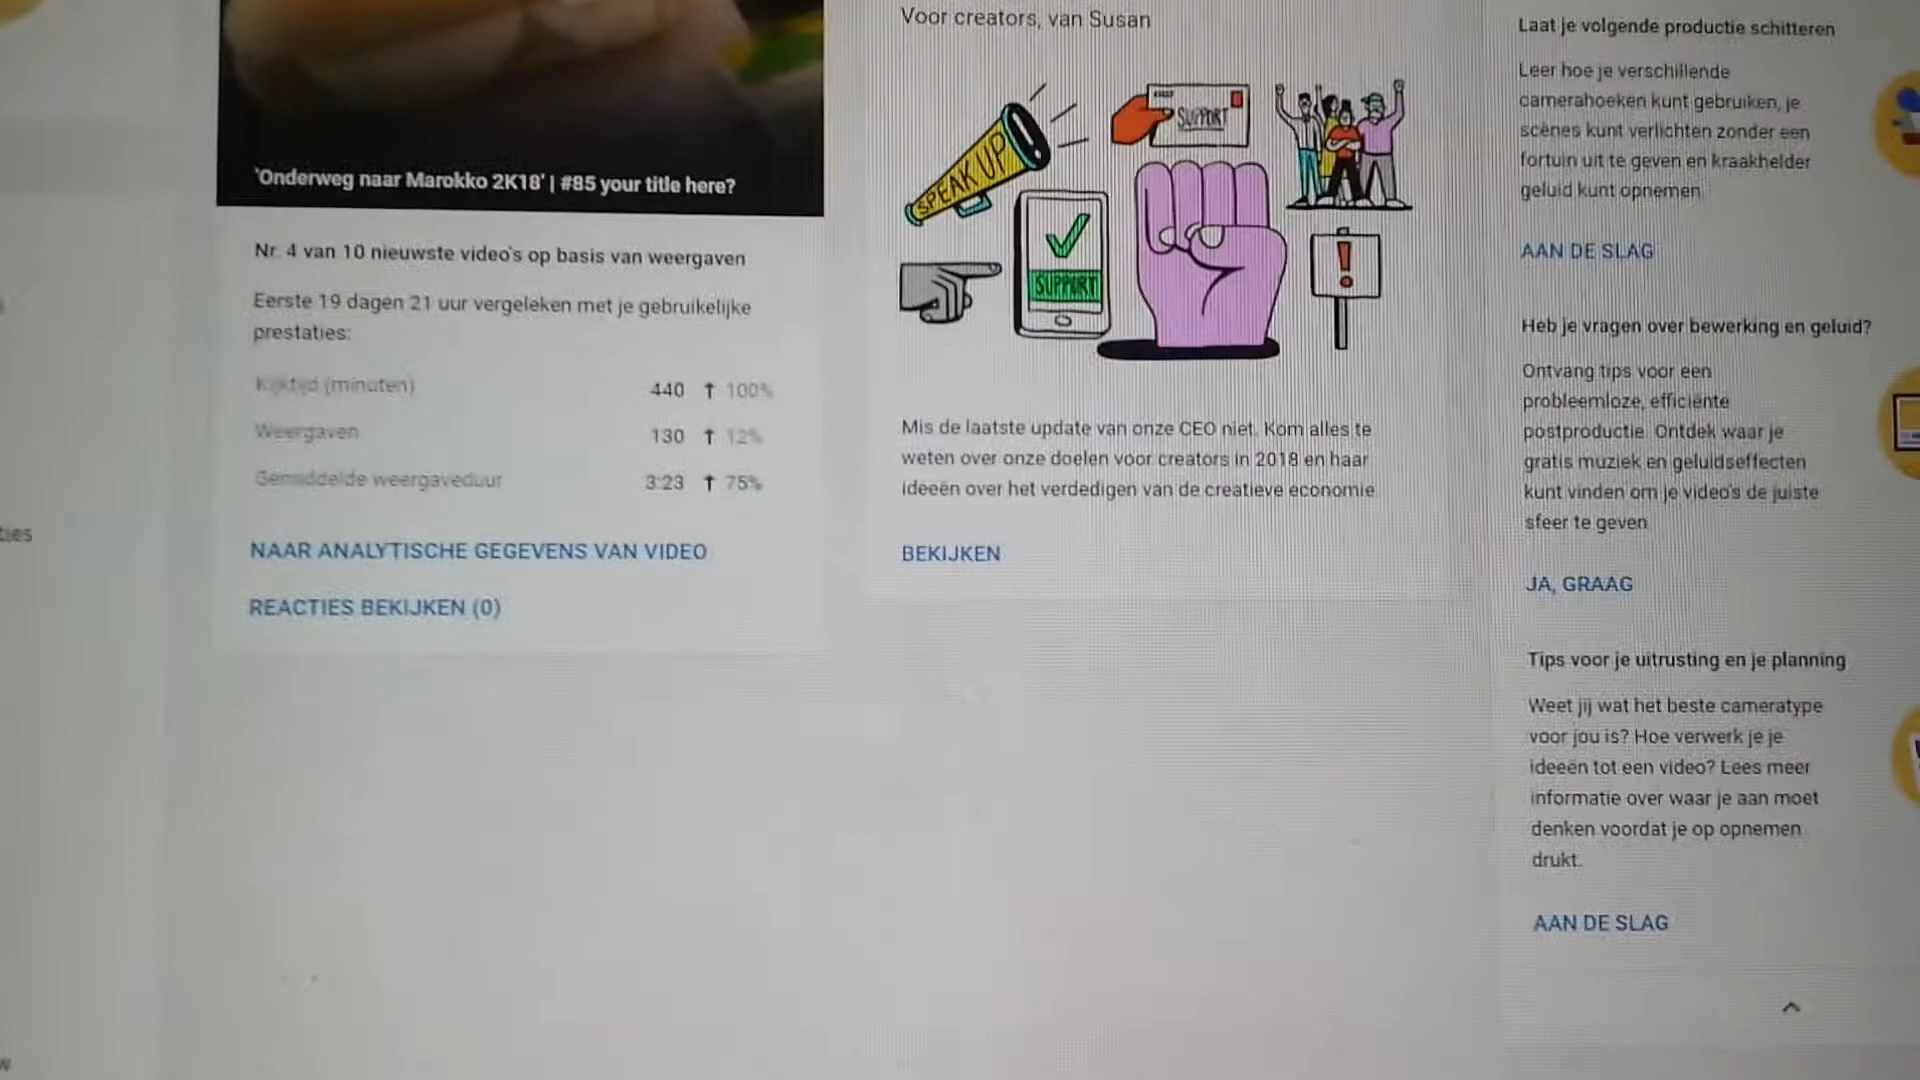 'Onderweg naar Marokko 2K18' | #85 your title here?
Nr. 4 van 10 nieuwste video's op basis van weergaven
Eerste 19 dagen 21 uur vergeleken met je gebruikelijke
prestaties:
Kijktijd (minuten) 440 ↑ 100%
Weergaven 130 ↑ 12%
Gemiddelde weergaveduur 3:23 ↑ 75%
NAAR ANALYTISCHE GEGEVENS VAN VIDEO
REACTIES BEKIJKEN (0)
Voor creators, van Susan
SPEAK UP
SUPPORT
SUPPORT
!
Mis de laatste update van onze CEO niet. Kom alles te
weten over onze doelen voor creators in 2018 en haar
ideeën over het verdedigen van de creatieve economie
BEKIJKEN
Laat je volgende productie schitteren
Leer hoe je verschillende
camerahoeken kunt gebruiken, je
scènes kunt verlichten zonder een
fortuin uit te geven en kraakhelder
geluid kunt opnemen
AAN DE SLAG
Heb je vragen over bewerking en geluid?
Ontvang tips voor een
probleemloze, efficiënte
postproductie. Ontdek waar je
gratis muziek en geluidseffecten
kunt vinden om je video's de juiste
sfeer te geven
JA, GRAAG
Tips voor je uitrusting en je planning
Weet jij wat het beste cameratype
voor jou is? Hoe verwerk je je
ideeën tot een video? Lees meer
informatie over waar je aan moet
denken voordat je op opnemen
drukt.
AAN DE SLAG